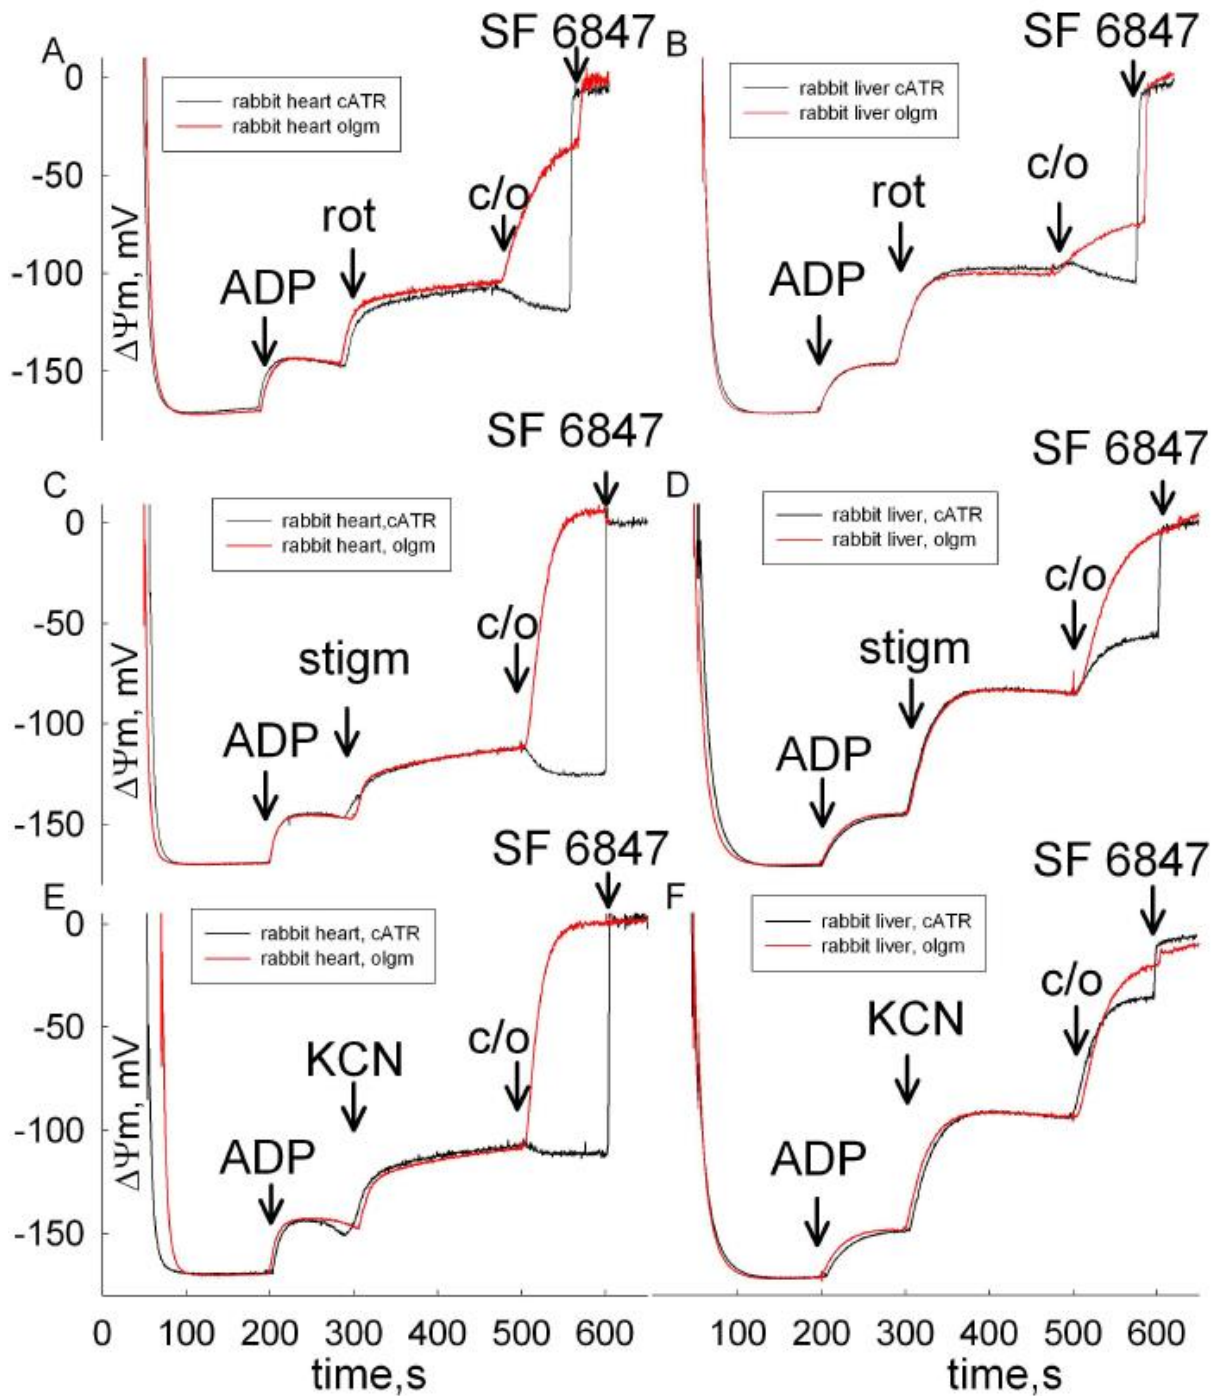 A
SF 6847
0
rabbit heart cATR
rabbit heart olgm
-50
c/o
rot
ADP
-100
ΔΨm, mV
-150
B
SF 6847
rabbit liver cATR
rabbit liver olgm
c/o
rot
ADP
C
SF 6847
0
rabbit heart,cATR
rabbit heart, olgm
-50
c/o
stigm
-100
ADP
ΔΨm, mV
-150
D
SF 6847
rabbit liver, cATR
rabbit liver, olgm
c/o
stigm
ADP
E
SF 6847
0
rabbit heart, cATR
rabbit heart, olgm
-50
c/o
KCN
-100
ADP
ΔΨm, mV
-150
0 100 200 300 400 500 600
time,s
F
SF 6847
rabbit liver, cATR
rabbit liver, olgm
c/o
KCN
ADP
100 200 300 400 500 600
time,s